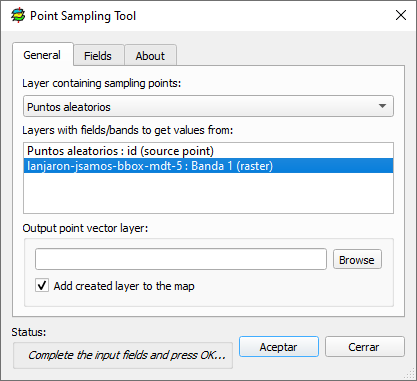 Point Sampling Tool
General Fields About
Layer containing sampling points:
Puntos aleatorios
Layers with fields/bands to get values from:
Puntos aleatorios : id (source point)
lanjaron-jsamos-bbox-mdt-5 : Banda 1 (raster)
Output point vector layer:
Browse
Add created layer to the map
Status:
Complete the input fields and press OK...
Aceptar Cerrar